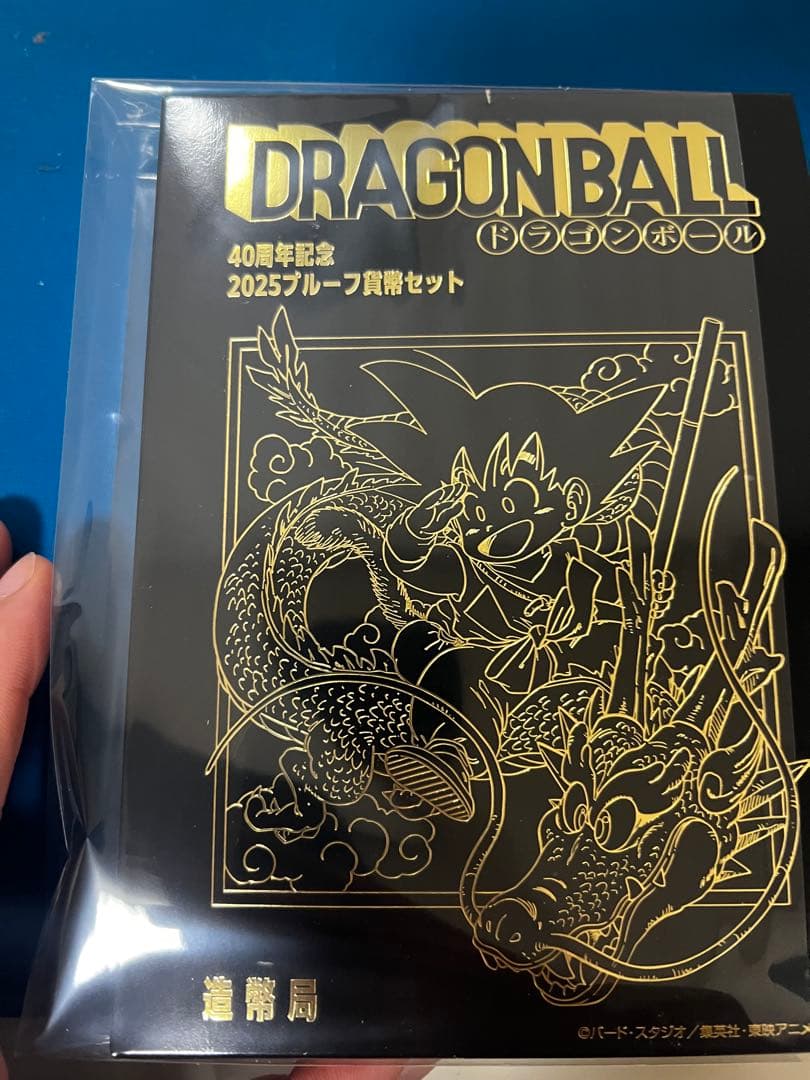 DRAGON BALL
ドラゴンボール
40周年記念
2025プルーフ貨幣セット
造幣局
©バード・スタジオ/集英社・東映アニメ